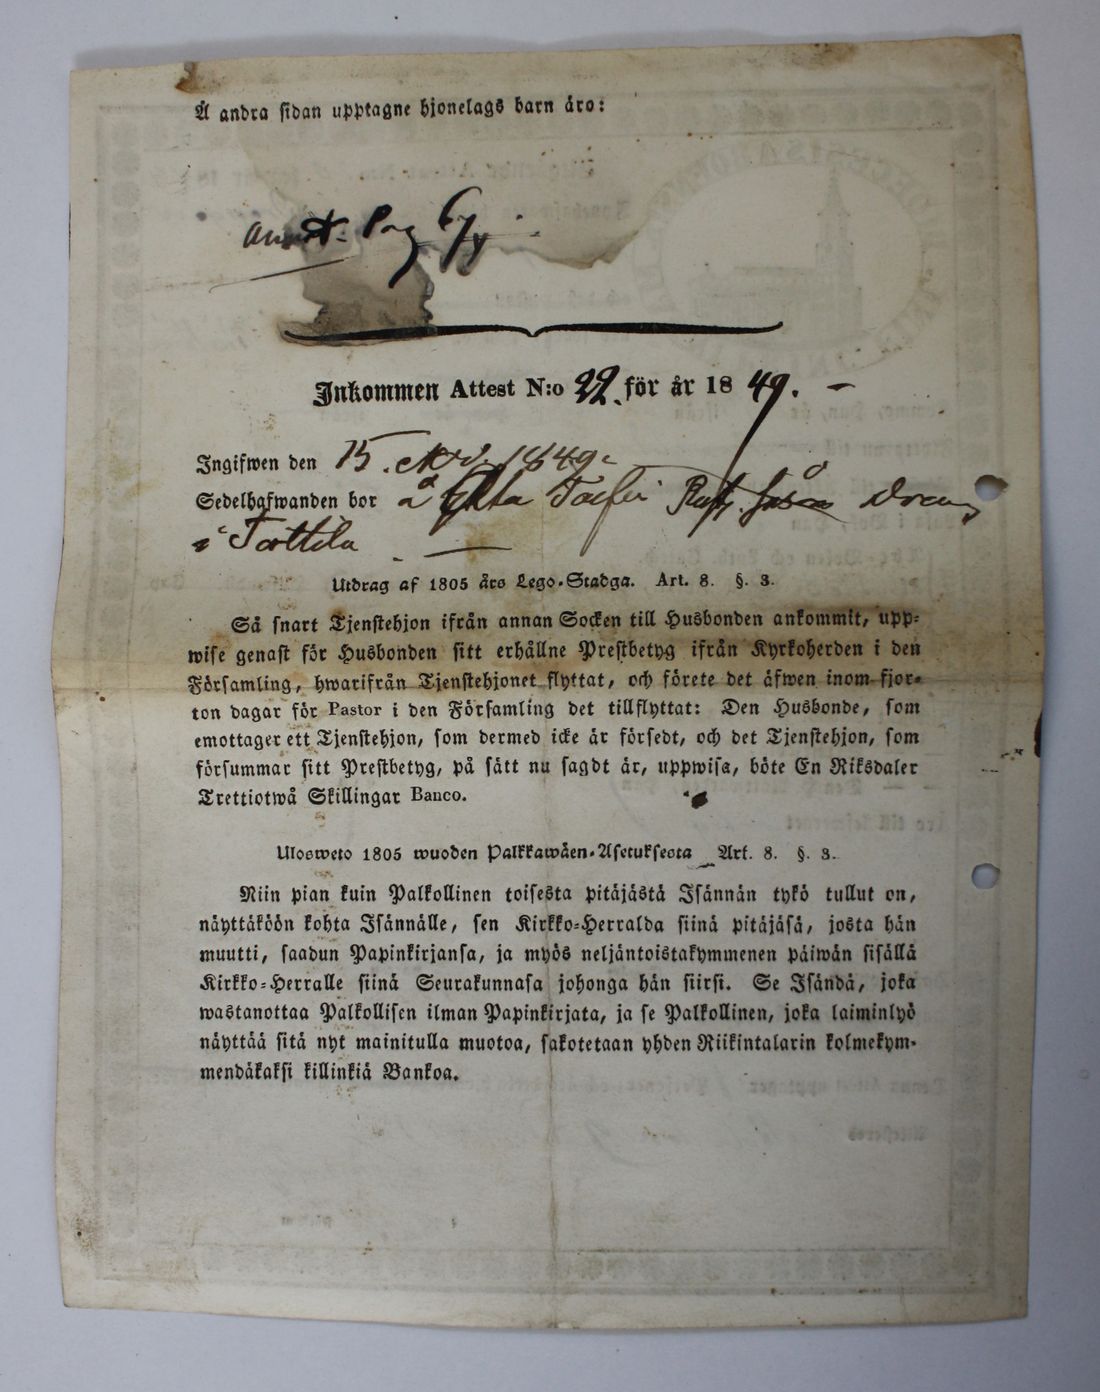 Å andra sidan upptagne hjonelags barn äro:
Pag 67
Inkommen Attest N:o 22. för år 1849. –
Ingifwen den 15. Nov. 1849.
Sedelhafwanden bor å
i Tottila
Utdrag af 1805 års Lego-Stadga. Art. 8. §. 3.
Så snart Tjenstehjon ifrån annan Socken till Husbonden ankommit, upp-
wise genast för Husbonden sitt erhållne Prestbetyg ifrån Kyrkoherden i den
Församling, hwarifrån Tjenstehjonet flyttat, och förete det äfwen inom fjor-
ton dagar för Pastor i den Församling det tillflyttat: Den Husbonde, som
emottager ett Tjenstehjon, som dermed icke är försedt, och det Tjenstehjon, som
försummar sitt Prestbetyg, på sätt nu sagdt är, uppwisa, böte En Riksdaler
Trettiotwå Skillingar Banco.
Ulosweto 1805 wuoden Palkkawäen-Asetuksesta Art. 8. §. 3.
Niin pian kuin Palkollinen toisesta pitäjästä Isännän tykö tullut on,
näyttäköön kohta Isännälle, sen Kirkko-Herralda siinä pitäjäsä, josta hän
muutti, saadun Papinkirjansa, ja myös neljäntoistakymmenen päiwän sisällä
Kirkko-Herralle siinä Seurakunnasa johonga hän siirsi. Se Isändä, joka
wastanottaa Palkollisen ilman Papinkirjata, ja se Palkollinen, joka laiminlyö
näyttää sitä nyt mainitulla muotoa, sakotetaan yhden Riikintalarin kolmekym-
mendäkaksi killinkiä Bankoa.